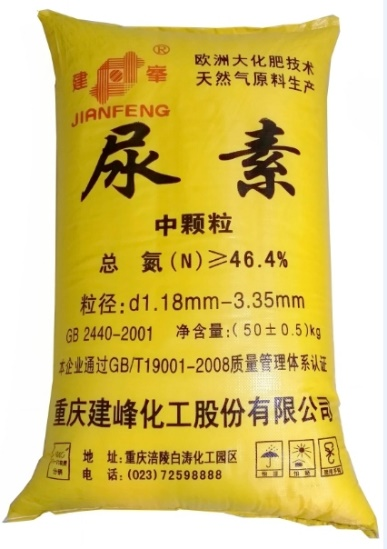 建峰®
JIANFENG
欧洲大化肥技术
天然气原料生产
尿素
中颗粒
总 氮(N)≥46.4%
粒径:d1.18mm-3.35mm
GB 2440-2001 净含量:(50±0.5)kg
本企业通过GB/T19001-2008质量管理体系认证
重庆建峰化工股份有限公司
地 址:重庆涪陵白涛化工园区
电 话:(023)72598888